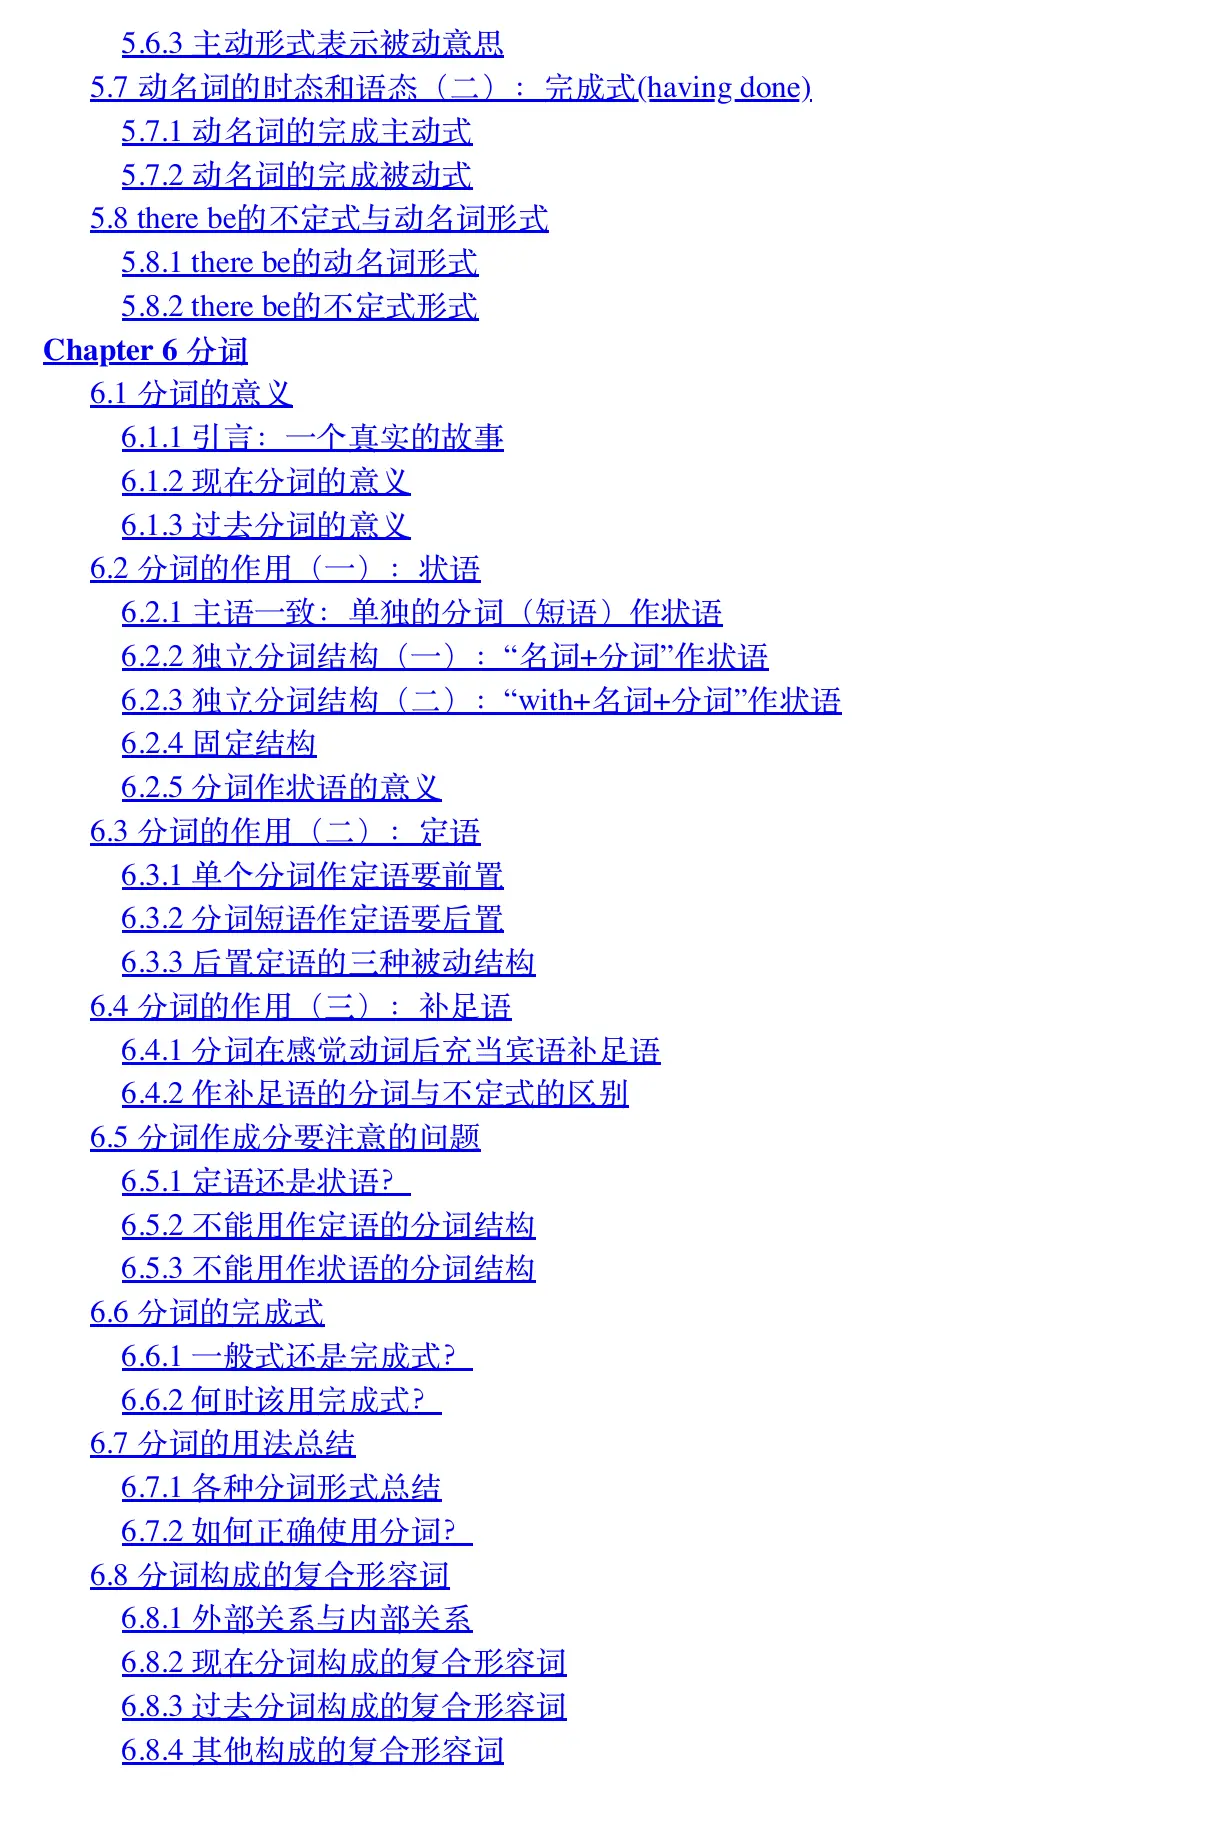 5.6.3 主动形式表示被动意思
5.7 动名词的时态和语态（二）：完成式(having done)
5.7.1 动名词的完成主动式
5.7.2 动名词的完成被动式
5.8 there be的不定式与动名词形式
5.8.1 there be的动名词形式
5.8.2 there be的不定式形式
Chapter 6 分词
6.1 分词的意义
6.1.1 引言：一个真实的故事
6.1.2 现在分词的意义
6.1.3 过去分词的意义
6.2 分词的作用（一）：状语
6.2.1 主语一致：单独的分词（短语）作状语
6.2.2 独立分词结构（一）：“名词+分词”作状语
6.2.3 独立分词结构（二）：“with+名词+分词”作状语
6.2.4 固定结构
6.2.5 分词作状语的意义
6.3 分词的作用（二）：定语
6.3.1 单个分词作定语要前置
6.3.2 分词短语作定语要后置
6.3.3 后置定语的三种被动结构
6.4 分词的作用（三）：补足语
6.4.1 分词在感觉动词后充当宾语补足语
6.4.2 作补足语的分词与不定式的区别
6.5 分词作成分要注意的问题
6.5.1 定语还是状语？
6.5.2 不能用作定语的分词结构
6.5.3 不能用作状语的分词结构
6.6 分词的完成式
6.6.1 一般式还是完成式？
6.6.2 何时该用完成式？
6.7 分词的用法总结
6.7.1 各种分词形式总结
6.7.2 如何正确使用分词？
6.8 分词构成的复合形容词
6.8.1 外部关系与内部关系
6.8.2 现在分词构成的复合形容词
6.8.3 过去分词构成的复合形容词
6.8.4 其他构成的复合形容词